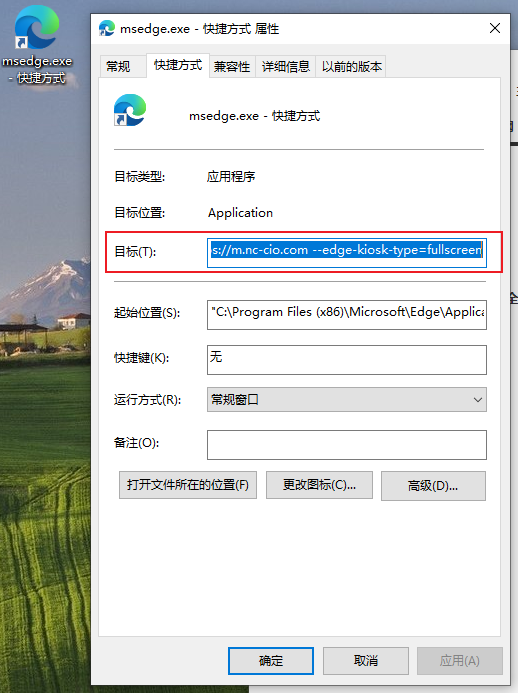 msedge.exe
- 快捷方式
msedge.exe - 快捷方式 属性
常规 快捷方式 兼容性 详细信息 以前的版本
msedge.exe - 快捷方式
目标类型: 应用程序
目标位置: Application
目标(T): s://m.nc-cio.com --edge-kiosk-type=fullscreen
起始位置(S): "C:\Program Files (x86)\Microsoft\Edge\Applica
快捷键(K): 无
运行方式(R): 常规窗口
备注(O):
打开文件所在的位置(F) 更改图标(C)... 高级(D)...
确定 取消 应用(A)